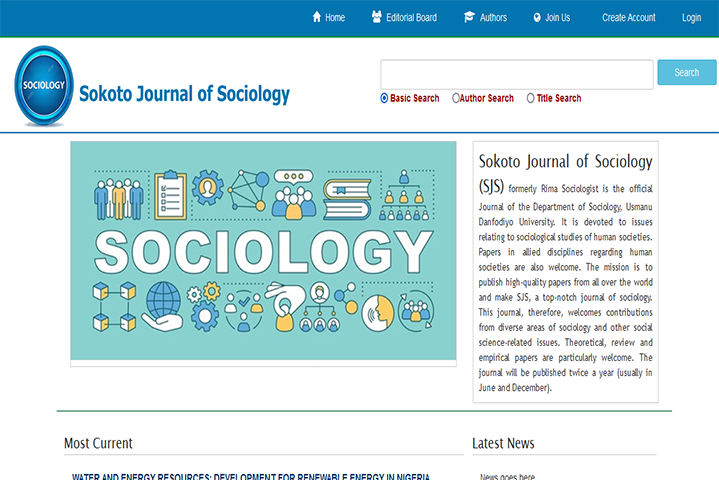 Home Editorial Board Authors Join Us Create Account Login
SOCIOLOGY
Sokoto Journal of Sociology
Search
Basic Search Author Search Title Search
SOCIOLOGY
Sokoto Journal of Sociology
(SJS) formerly Rima Sociologist is the official
Journal of the Department of Sociology, Usmanu
Danfodiyo University. It is devoted to issues
relating to sociological studies of human societies.
Papers in allied disciplines regarding human
societies are also welcome. The mission is to
publish high-quality papers from all over the world
and make SJS, a top-notch journal of sociology.
This journal, therefore, welcomes contributions
from diverse areas of sociology and other social
science-related issues. Theoretical, review and
empirical papers are particularly welcome. The
journal will be published twice a year (usually in
June and December).
Most Current
WATER AND ENERGY RESOURCES: DEVELOPMENT FOR RENEWABLE ENERGY IN NIGERIA
Latest News
News goes here